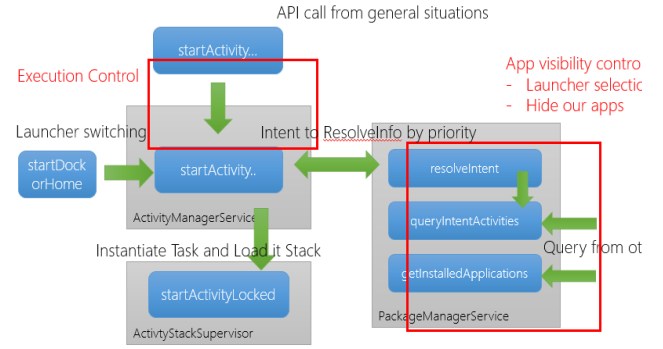 API call from general situations
startActivity...
Execution Control
App visibility contro
- Launcher selectic
- Hide our apps
Launcher switching
Intent to ResolveInfo by priority
startDock
orHome
startActivity..
resolveIntent
ActivityManagerService
queryIntentActivities
Instantiate Task and Load it Stack
Query from ot
getInstalledApplications
startActivityLocked
PackageManagerService
ActivtyStackSupervisor